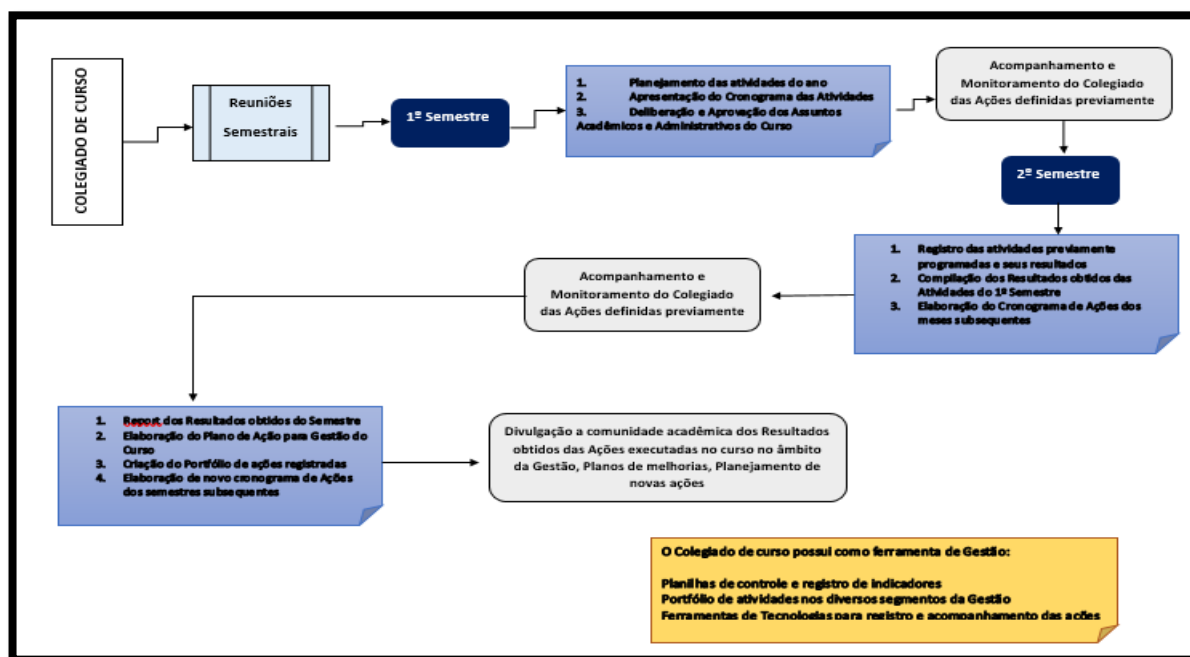 COLEGIADO DE CURSO
Reuniões
Semestrais
1º Semestre
1. Planejamento das atividades do ano
2. Apresentação do Cronograma das Atividades
3. Deliberação e Aprovação dos Assuntos
Acadêmicos e Administrativos do Curso
Acompanhamento e
Monitoramento do Colegiado
das Ações definidas previamente
2º Semestre
1. Registro das atividades previamente
programadas e seus resultados
2. Compilação dos Resultados obtidos das
Atividades do 1º Semestre
3. Elaboração do Cronograma de Ações dos
meses subsequentes
Acompanhamento e
Monitoramento do Colegiado
das Ações definidas previamente
1. Report dos Resultados obtidos do Semestre
2. Elaboração do Plano de Ação para Gestão do
Curso
3. Criação do Portfólio de ações registradas
4. Elaboração de novo cronograma de Ações
dos semestres subsequentes
Divulgação a comunidade acadêmica dos Resultados
obtidos das Ações executadas no curso no âmbito
da Gestão, Planos de melhorias, Planejamento de
novas ações
O Colegiado de curso possui como ferramenta de Gestão:
Planilhas de controle e registro de indicadores
Portfólio de atividades nos diversos segmentos da Gestão
Ferramentas de Tecnologias para registro e acompanhamento das ações